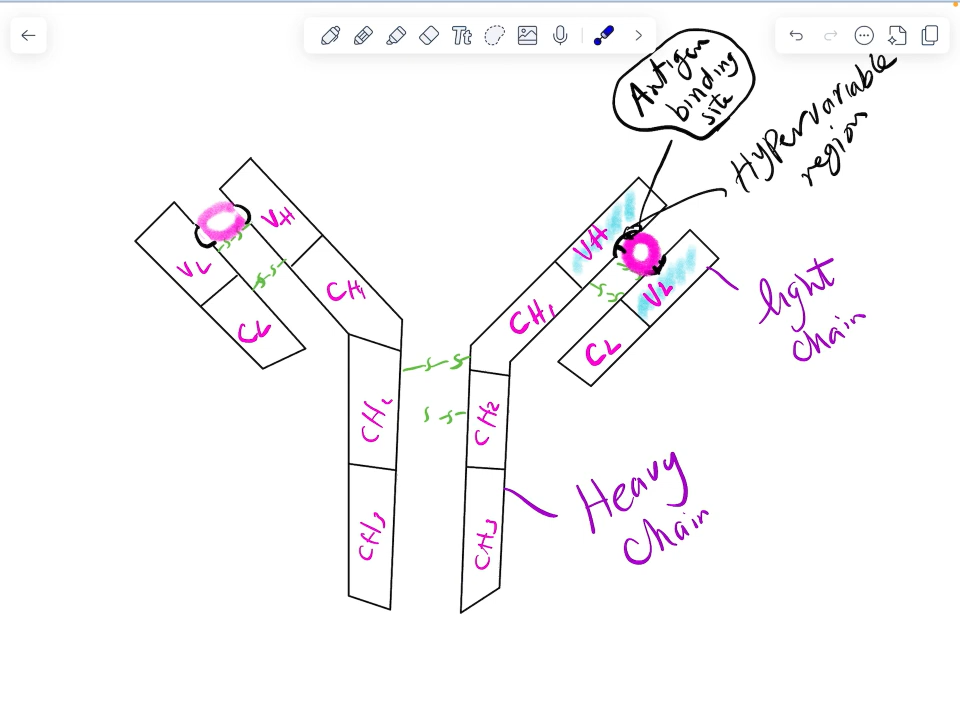 Tt
Antigen
binding
site
Hypervariable
region
VH
VH
VL
VL
CH1
CH1
CL
CL
light
chain
S-S-
S-S-
-S-S
S-S
-S-S-
S S-
CH2
CH2
Heavy
chain
CH3
CH3